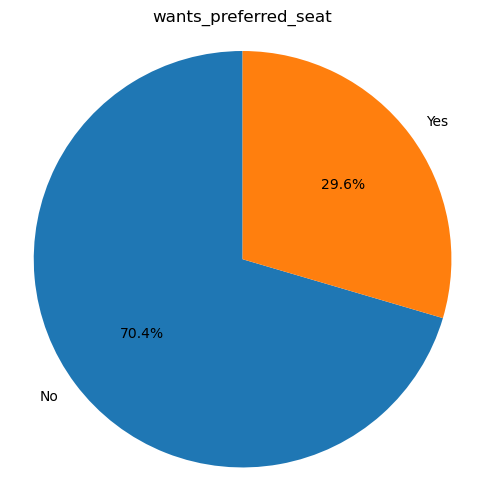 wants_preferred_seat
Yes
29.6%
70.4%
No